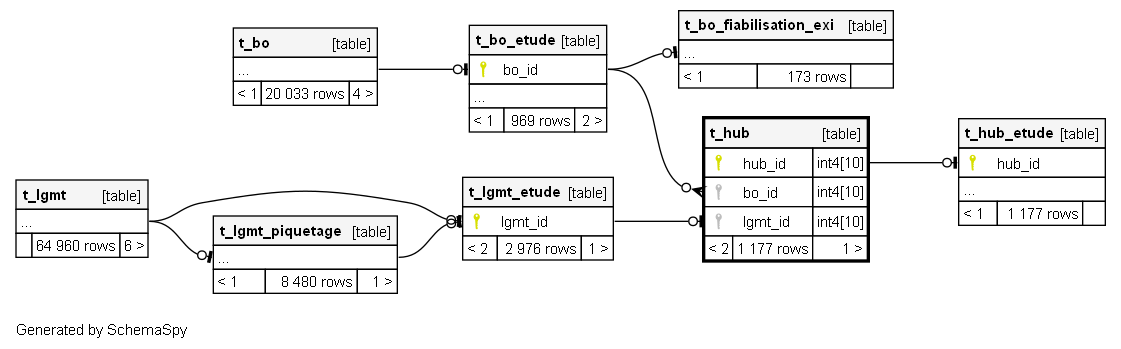 t_bo [table]
...
< 1 20 033 rows 4 >
t_bo_etude [table]
bo_id
...
< 1 969 rows 2 >
t_bo_fiabilisation_exi [table]
...
< 1 173 rows
t_hub [table]
hub_id int4[10]
bo_id int4[10]
lgmt_id int4[10]
< 2 1 177 rows 1 >
t_hub_etude [table]
hub_id
...
< 1 1 177 rows
t_lgmt [table]
...
64 960 rows 6 >
t_lgmt_piquetage [table]
...
< 1 8 480 rows 1 >
t_lgmt_etude [table]
lgmt_id
< 2 2 976 rows 1 >
Generated by SchemaSpy